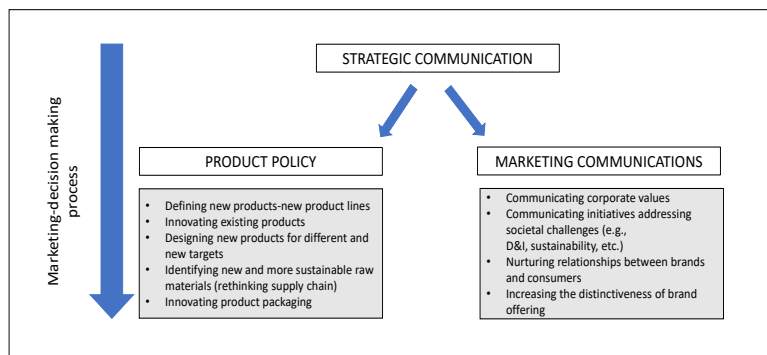 Marketing-decision making
process
STRATEGIC COMMUNICATION
PRODUCT POLICY
• Defining new products-new product lines
• Innovating existing products
• Designing new products for different and
new targets
• Identifying new and more sustainable raw
materials (rethinking supply chain)
• Innovating product packaging
MARKETING COMMUNICATIONS
• Communicating corporate values
• Communicating initiatives addressing
societal challenges (e.g.,
D&I, sustainability, etc.)
• Nurturing relationships between brands
and consumers
• Increasing the distinctiveness of brand
offering